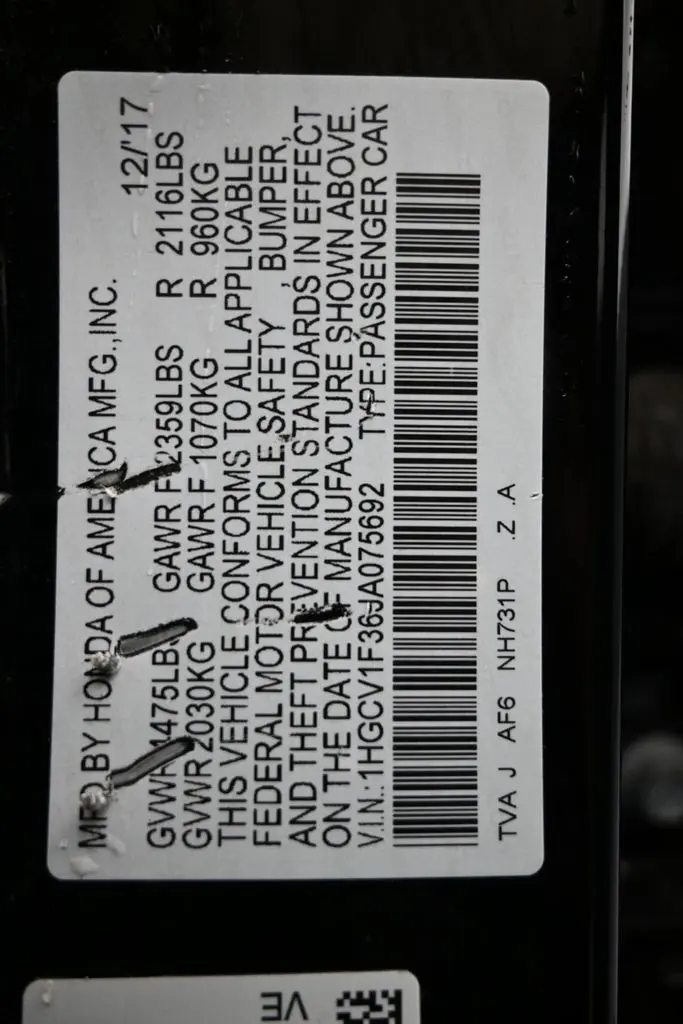 MFD BY HONDA OF AMERICA MFG.,INC. 12/'17
GVWR 4475LBS GAWR F 2359LBS R 2116LBS
GVWR 2030KG GAWR F 1070KG R 960KG
THIS VEHICLE CONFORMS TO ALL APPLICABLE
FEDERAL MOTOR VEHICLE SAFETY , BUMPER,
AND THEFT PREVENTION STANDARDS IN EFFECT
ON THE DATE OF MANUFACTURE SHOWN ABOVE.
V.I.N.:1HGCV1F36JA075692 TYPE:PASSENGER CAR
TVA J AF6 NH731P .Z .A
VE